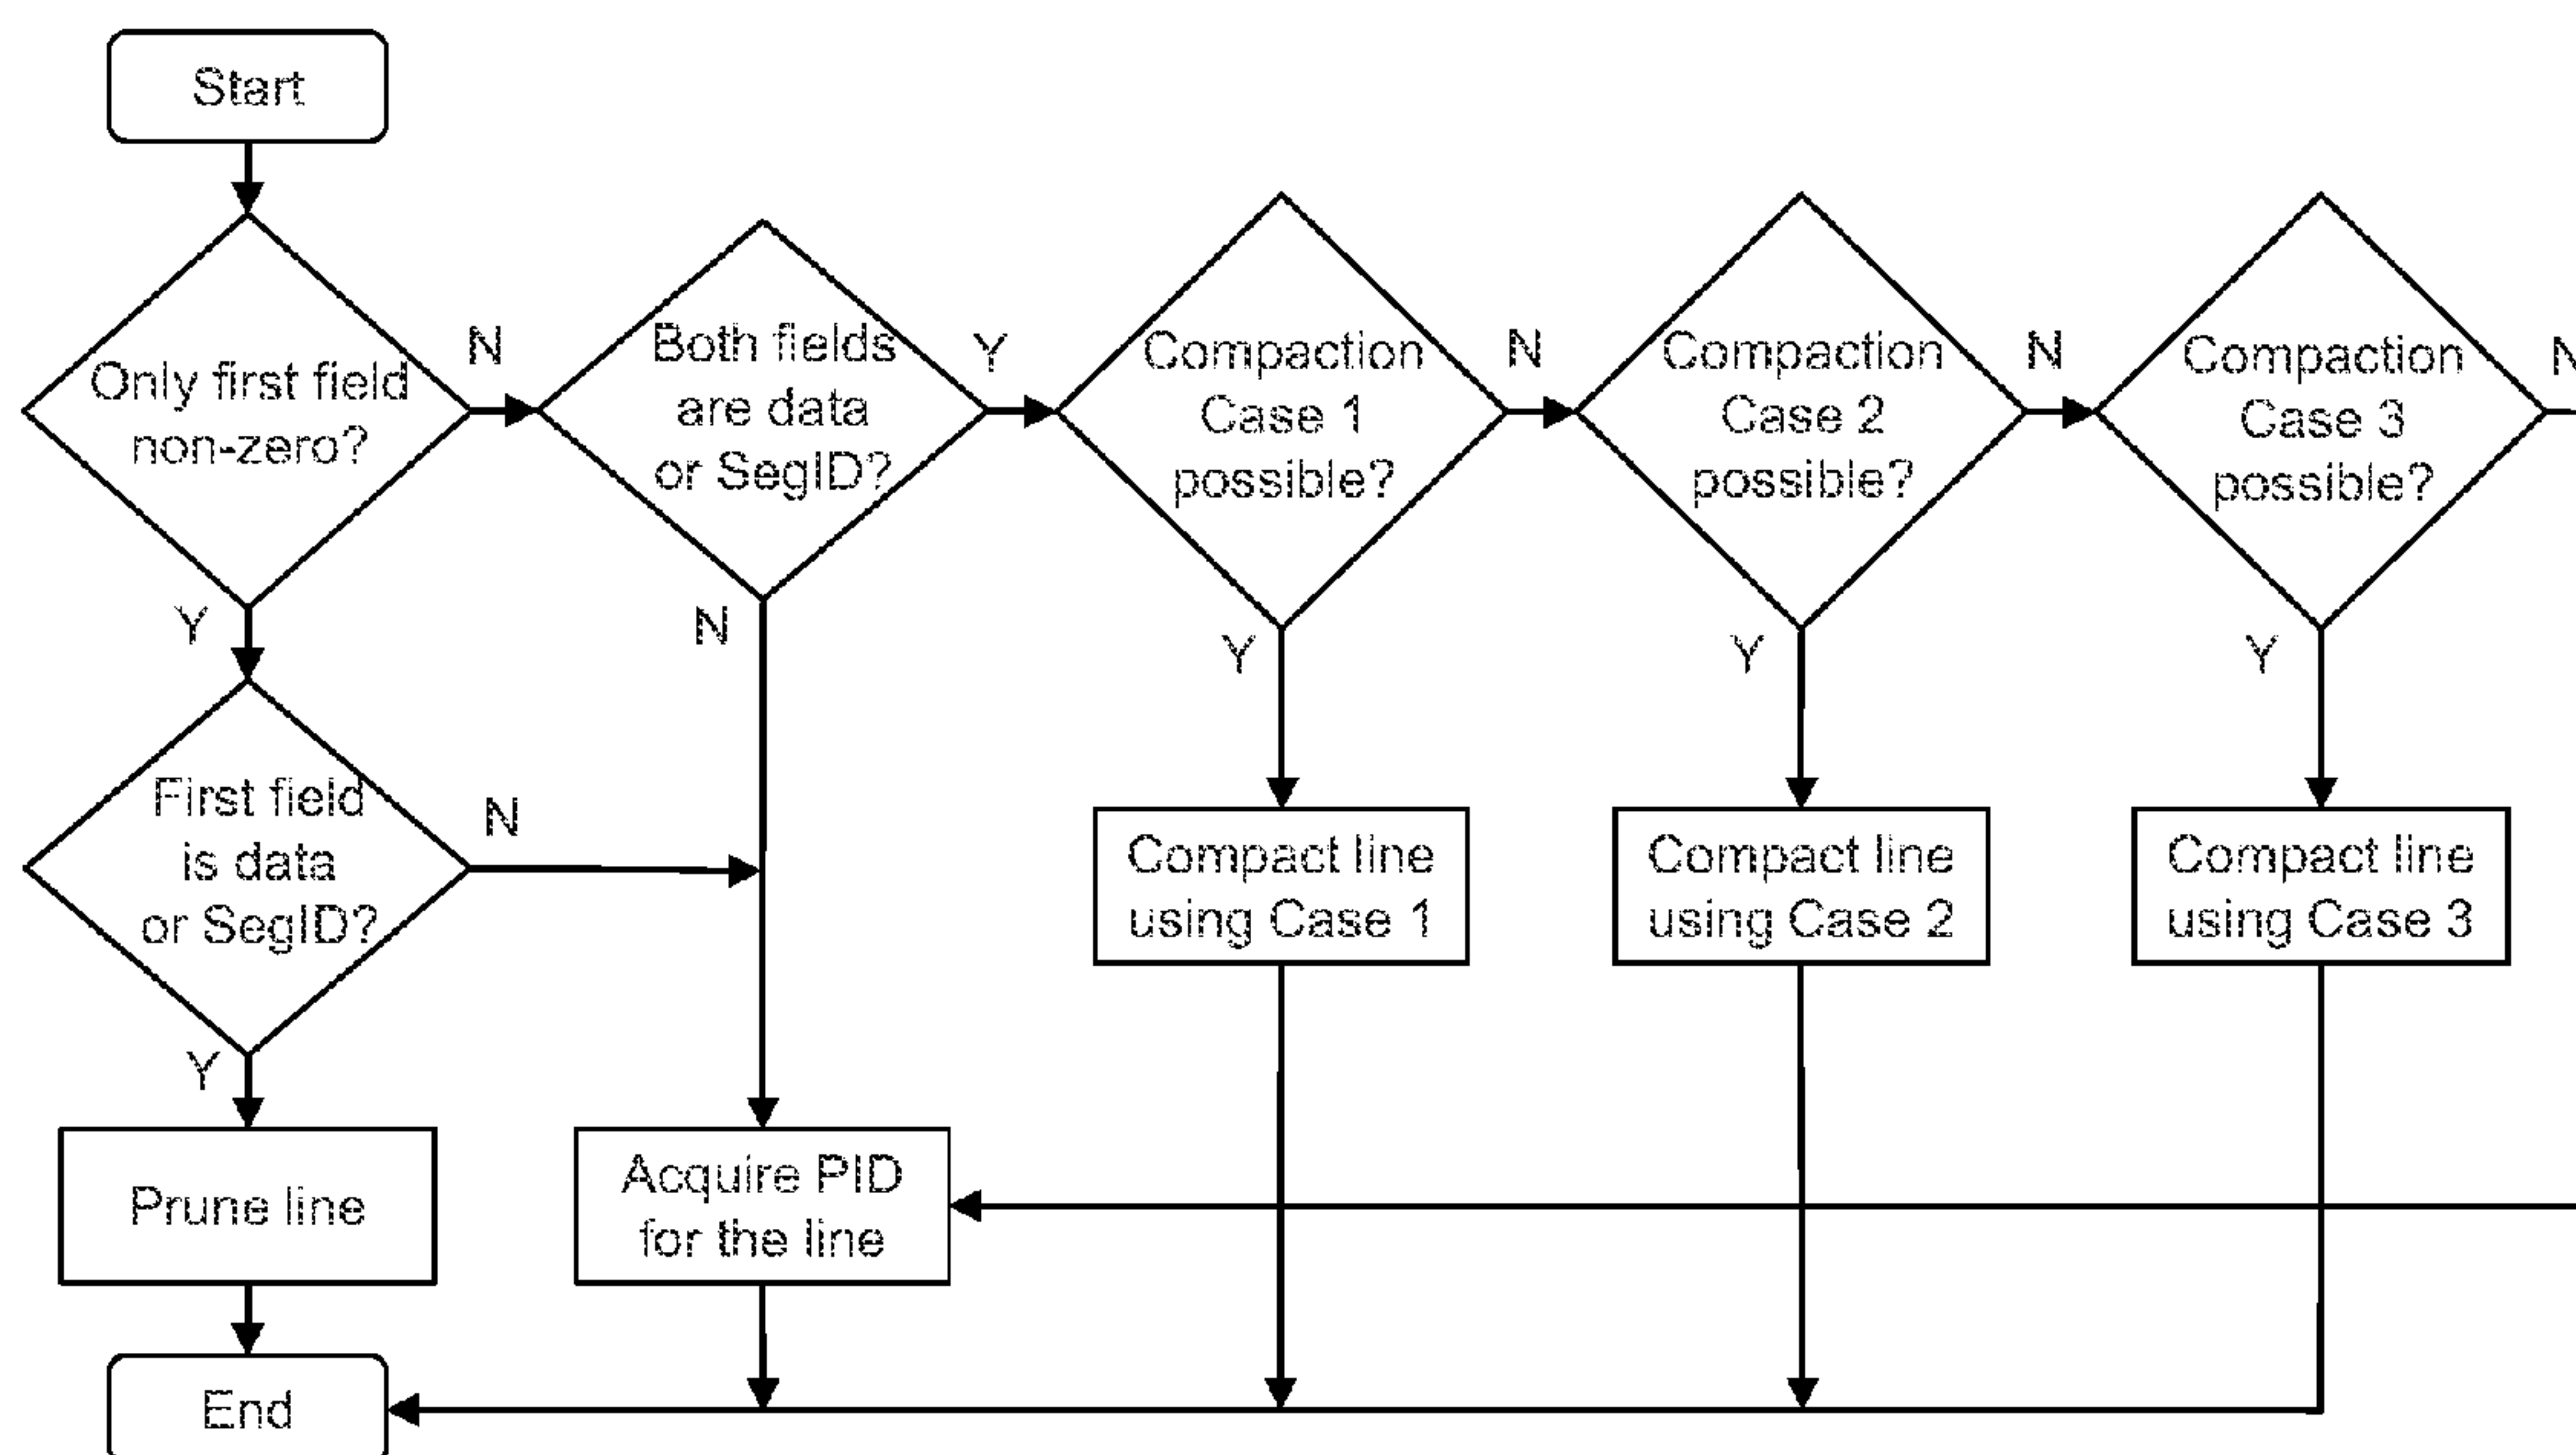 Start
Only first field
non-zero?
N
Both fields
are data
or SegID?
Y
Compaction
Case 1
possible?
N
Compaction
Case 2
possible?
N
Compaction
Case 3
possible?
N
Y
N
Y
Y
Y
First field
is data
or SegID?
N
Compact line
using Case 1
Compact line
using Case 2
Compact line
using Case 3
Y
Prune line
Acquire PID
for the line
End